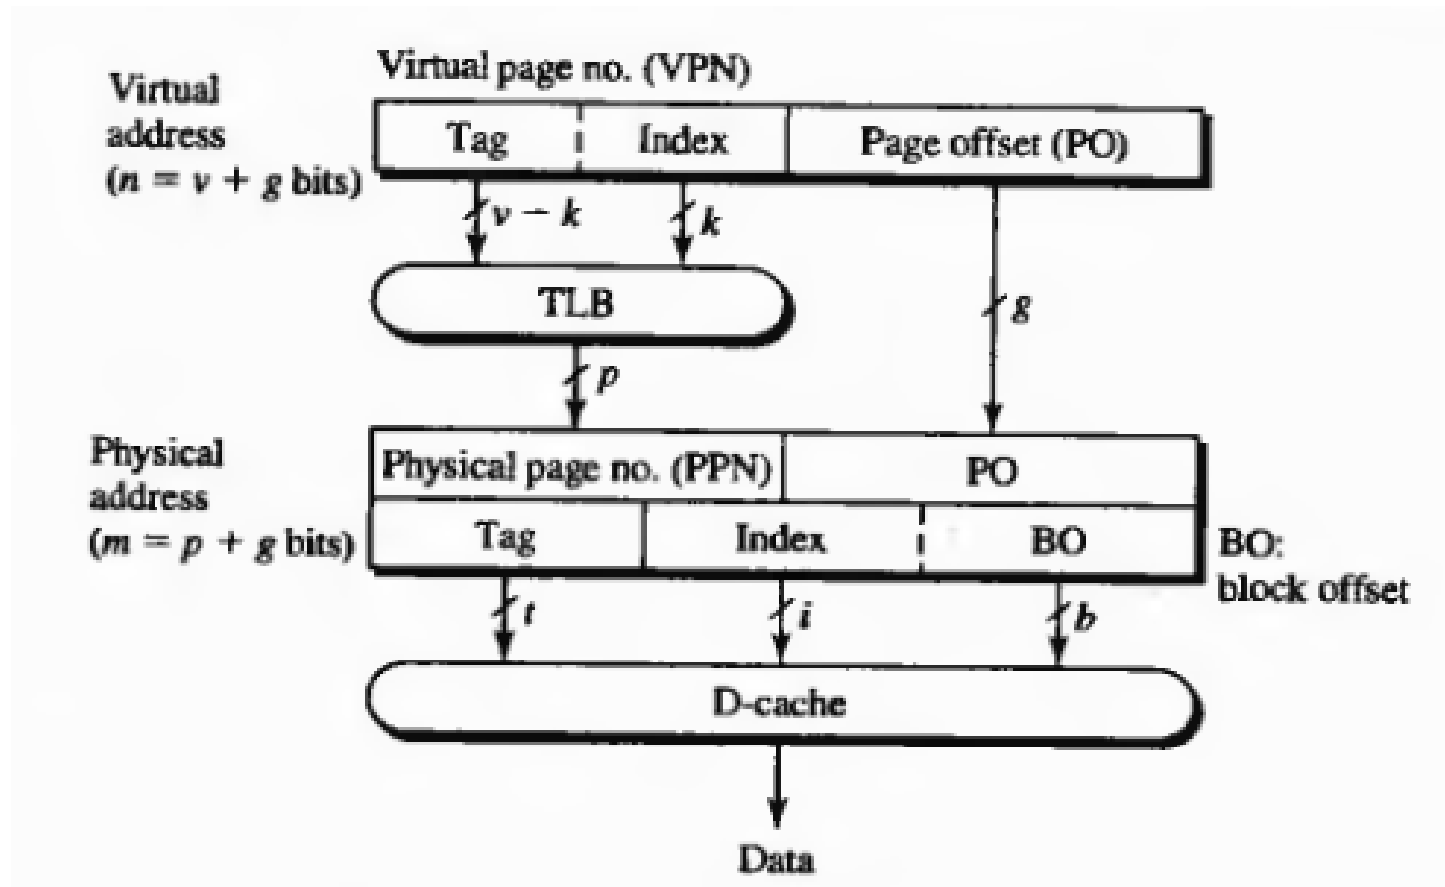 Virtual page no. (VPN)
Virtual
address
(n = v + g bits)
Tag
Index
Page offset (PO)
v − k
k
TLB
g
p
Physical
address
(m = p + g bits)
Physical page no. (PPN)
PO
Tag
Index
BO
BO:
block offset
t
i
b
D-cache
Data